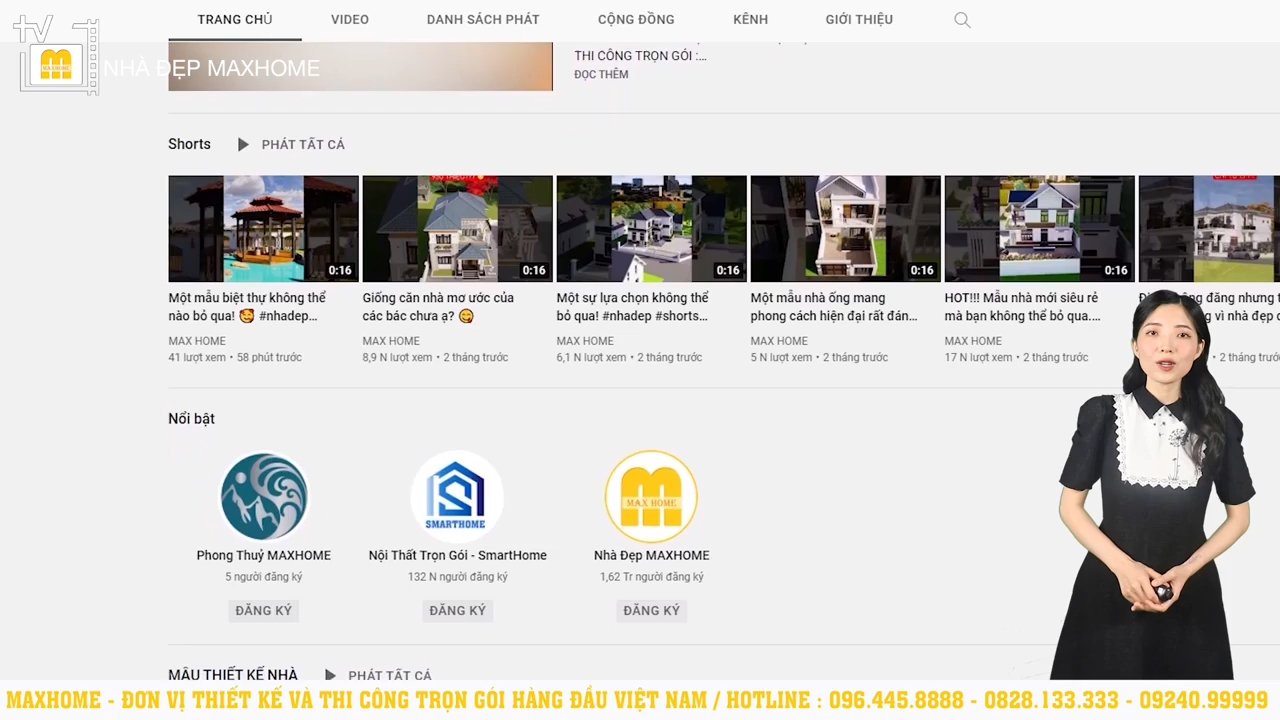 TRANG CHỦ
VIDEO
DANH SÁCH PHÁT
CỘNG ĐỒNG
KÊNH
GIỚI THIỆU
tv
MAXHOME
NHÀ ĐẸP MAXHOME
THI CÔNG TRỌN GÓI :...
ĐỌC THÊM
Shorts
PHÁT TẤT CẢ
0:16
0:16
0:16
0:16
0:16
Một mẫu biệt thự không thể
nào bỏ qua! 🥰 #nhadep...
MAX HOME
41 lượt xem • 58 phút trước
Giống căn nhà mơ ước của
các bác chưa ạ? 😋
MAX HOME
8,9 N lượt xem • 2 tháng trước
Một sự lựa chọn không thể
bỏ qua! #nhadep #shorts...
MAX HOME
6,1 N lượt xem • 2 tháng trước
Một mẫu nhà ống mang
phong cách hiện đại rất đán...
MAX HOME
5 N lượt xem • 2 tháng trước
HOT!!! Mẫu nhà mới siêu rẻ
mà bạn không thể bỏ qua....
MAX HOME
17 N lượt xem • 2 tháng trước
đăng nhưng
vì nhà đẹp
• 2 tháng trước
Nổi bật
SMARTHOME
MAX HOME
Phong Thuỷ MAXHOME
5 người đăng ký
ĐĂNG KÝ
Nội Thất Trọn Gói - SmartHome
132 N người đăng ký
ĐĂNG KÝ
Nhà Đẹp MAXHOME
1,62 Tr người đăng ký
ĐĂNG KÝ
MẪU THIẾT KẾ NHÀ
PHÁT TẤT CẢ
MAXHOME - ĐƠN VỊ THIẾT KẾ VÀ THI CÔNG TRỌN GÓI HÀNG ĐẦU VIỆT NAM / HOTLINE : 096.445.8888 - 0828.133.333 - 09240.99999